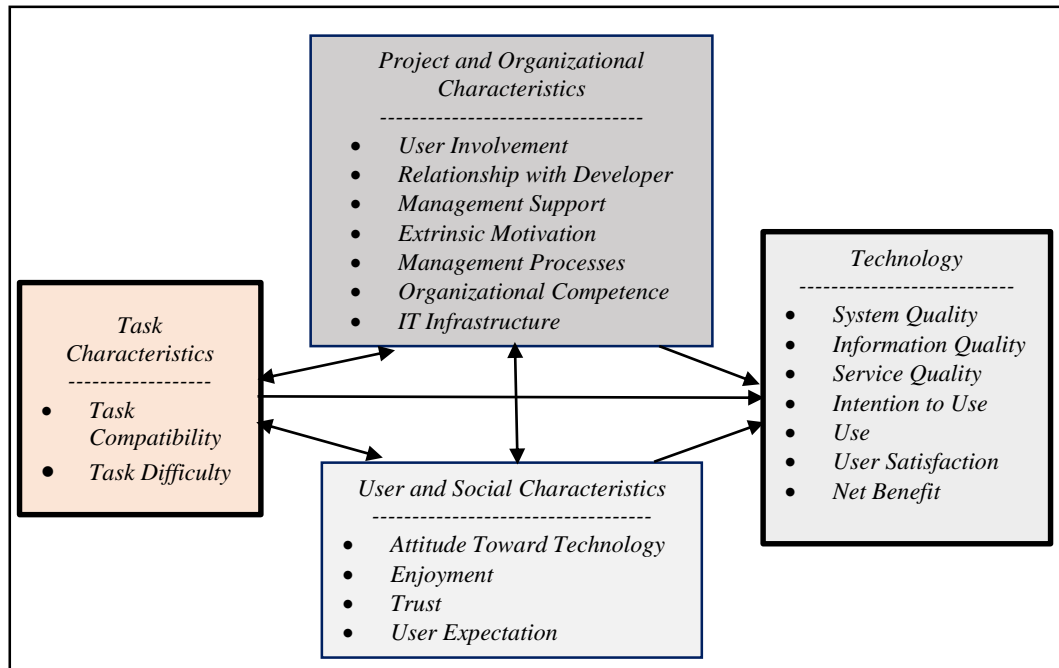 Project and Organizational
Characteristics
---------------------------------
• User Involvement
• Relationship with Developer
• Management Support
• Extrinsic Motivation
• Management Processes
• Organizational Competence
• IT Infrastructure
Task
Characteristics
------------------
• Task
Compatibility
• Task Difficulty
Technology
---------------------------
• System Quality
• Information Quality
• Service Quality
• Intention to Use
• Use
• User Satisfaction
• Net Benefit
User and Social Characteristics
-----------------------------------
• Attitude Toward Technology
• Enjoyment
• Trust
• User Expectation